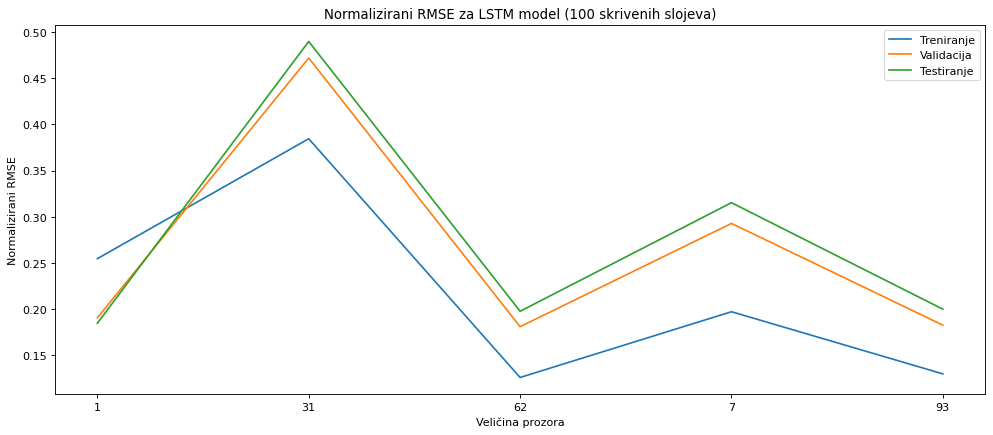 Normalizirani RMSE za LSTM model (100 skrivenih slojeva)
Treniranje
Validacija
Testiranje
Normalizirani RMSE
0.50
0.45
0.40
0.35
0.30
0.25
0.20
0.15
1
31
62
7
93
Veličina prozora